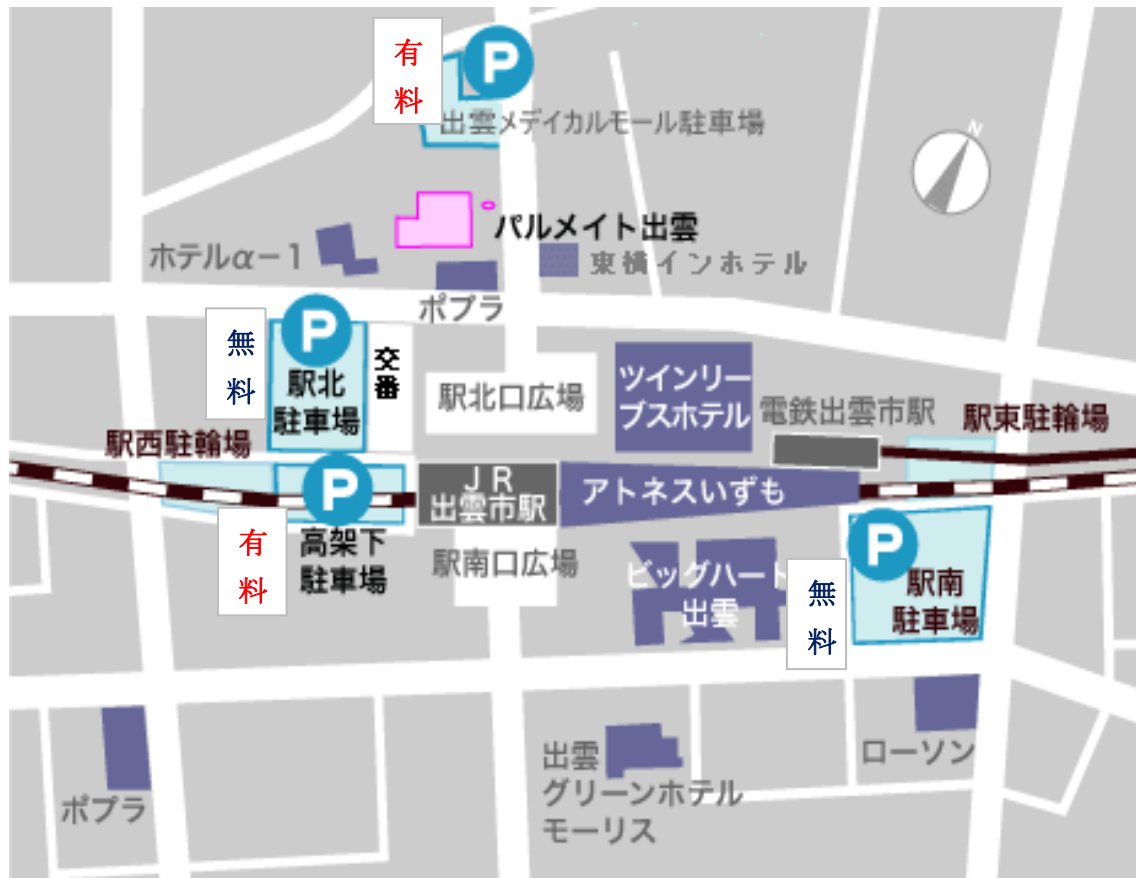 有
料
P
出雲メディカルモール駐車場
N
パルメイト出雲
ホテルα－1
東横インホテル
ポプラ
無
料
P
駅北
駐車場
交
番
駅北口広場
ツインリー
ブスホテル
電鉄出雲市駅
駅東駐輪場
駅西駐輪場
P
ＪＲ
出雲市駅
アトネスいずも
有
料
高架下
駐車場
駅南口広場
ビッグハート
出雲
無
料
P
駅南
駐車場
ポプラ
出雲
グリーンホテル
モーリス
ローソン